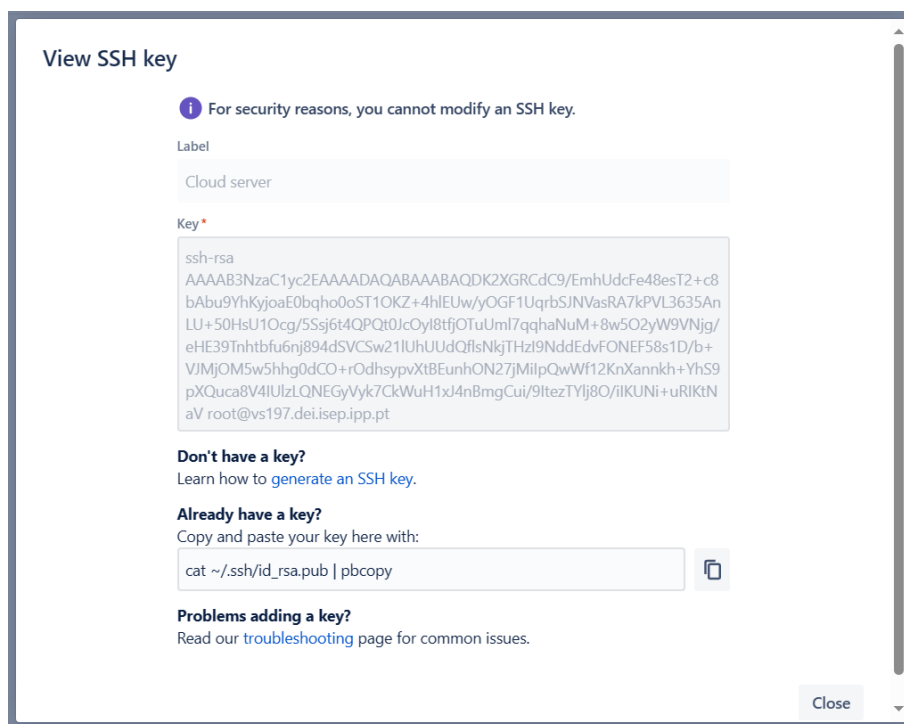 View SSH key
For security reasons, you cannot modify an SSH key.
Label
Cloud server
Key*
ssh-rsa
AAAAB3NzaC1yc2EAAAADAQABAAABAQDK2XGRCdC9/EmhUdcFe48esT2+c8
bAbu9YhKyjoaE0bqho0oST1OKZ+4hlEUw/yOGF1UqrbSJNVasRA7kPVL3635An
LU+50HsU1Ocg/5Ssj6t4QPQt0JcOyI8tfjOTuUml7qqhaNuM+8w5O2yW9VNjg/
eHE39Tnhtbfu6nj894dSVCSw21lUhUUdQflsNkjTHzI9NddEdvFONEF58s1D/b+
VJMjOM5w5hhg0dCO+rOdhsypvXtBEunhON27jMiIpQwWf12KnXannkh+YhS9
pXQuca8V4IUlzLQNEGyVyk7CkWuH1xJ4nBmgCui/9ItezTYlj8O/iIKUNi+uRIKtN
aV root@vs197.dei.isep.ipp.pt
Don't have a key?
Learn how to generate an SSH key.
Already have a key?
Copy and paste your key here with:
cat ~/.ssh/id_rsa.pub | pbcopy
Problems adding a key?
Read our troubleshooting page for common issues.
Close